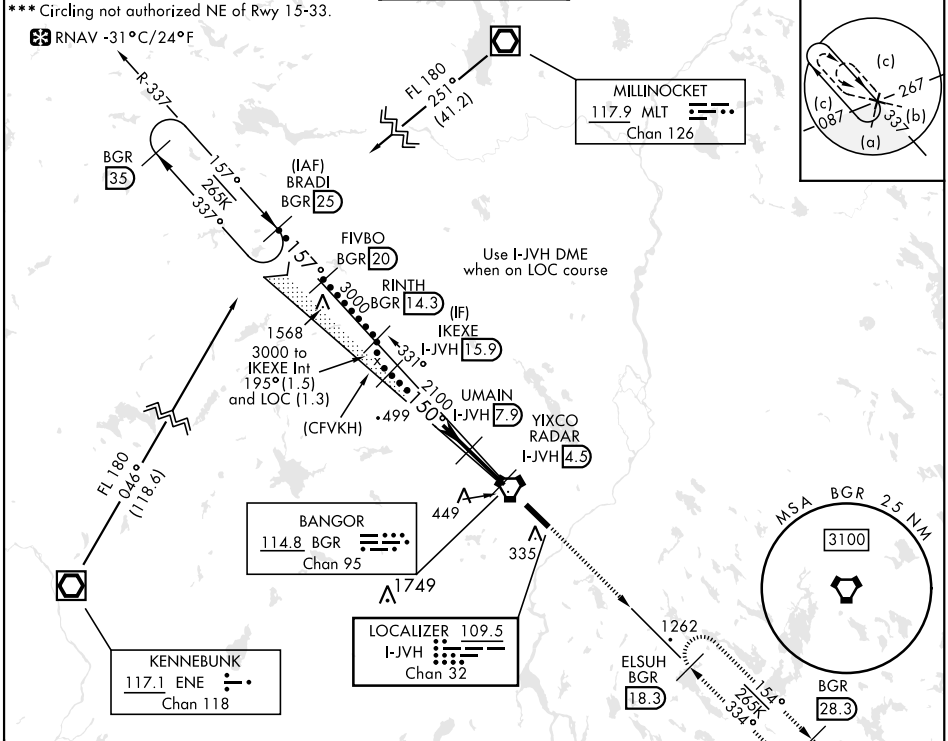 *** Circling not authorized NE of Rwy 15-33.
RNAV -31°C/24°F
R-337
FL 180
251°
(41.2)
MILLINOCKET
117.9 MLT
Chan 126
(c)
267
(c)
087
337
(b)
(a)
BGR
35
157°
265K
337°
(IAF)
BRADI
BGR 25
157°
FIVBO
BGR 20
3000
Use I-JVH DME
when on LOC course
RINTH
BGR 14.3
(IF)
IKEXE
I-JVH 15.9
331°
1568
3000 to
IKEXE Int
195° (1.5)
and LOC (1.3)
(CFVKH)
2100
150°
499
UMAIN
I-JVH 7.9
YIXCO
RADAR
I-JVH 4.5
FL 180
046°
(118.6)
449
BANGOR
114.8 BGR
Chan 95
335
1749
MSA BGR 25 NM
3100
LOCALIZER 109.5
I-JVH
Chan 32
KENNEBUNK
117.1 ENE
Chan 118
1262
ELSUH
BGR
18.3
154°
265K
334°
BGR
28.3